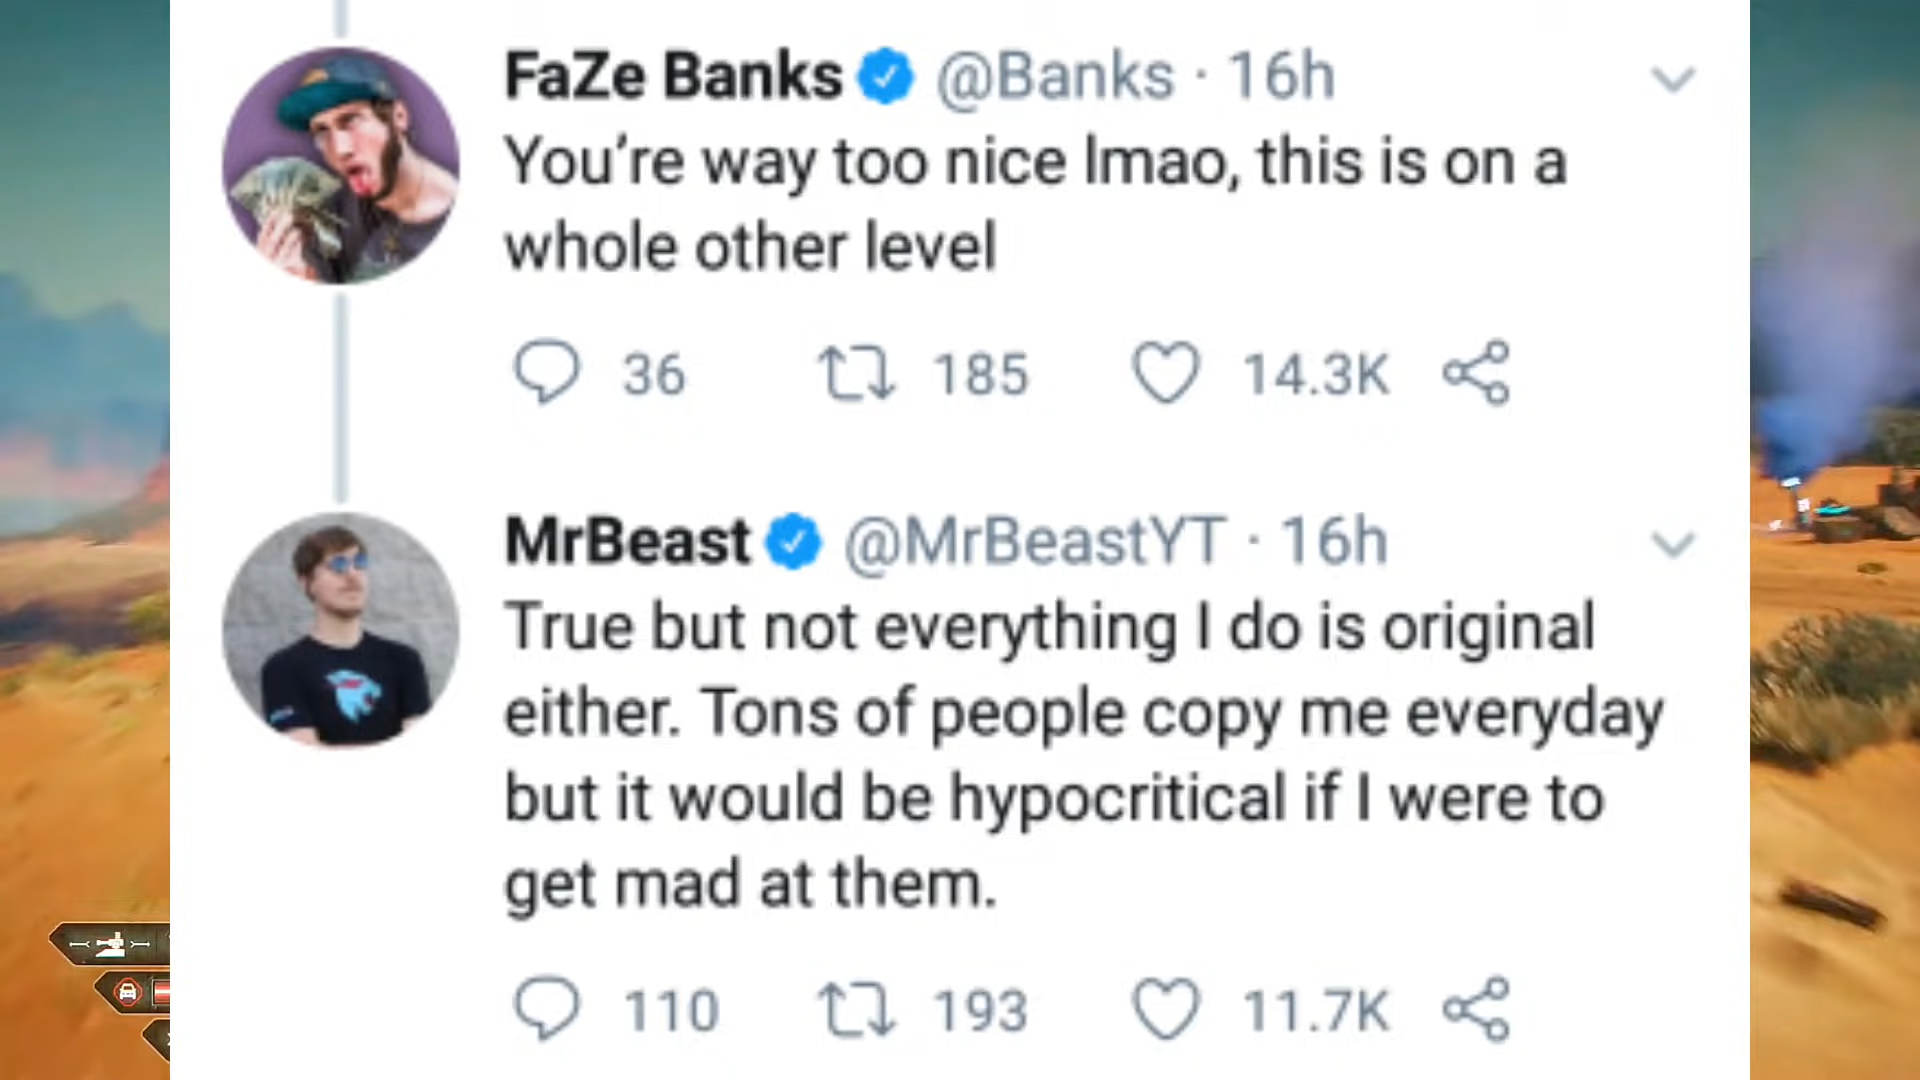 FaZe Banks @Banks · 16h
You’re way too nice lmao, this is on a
whole other level
36 185 14.3K
MrBeast @MrBeastYT · 16h
True but not everything I do is original
either. Tons of people copy me everyday
but it would be hypocritical if I were to
get mad at them.
110 193 11.7K